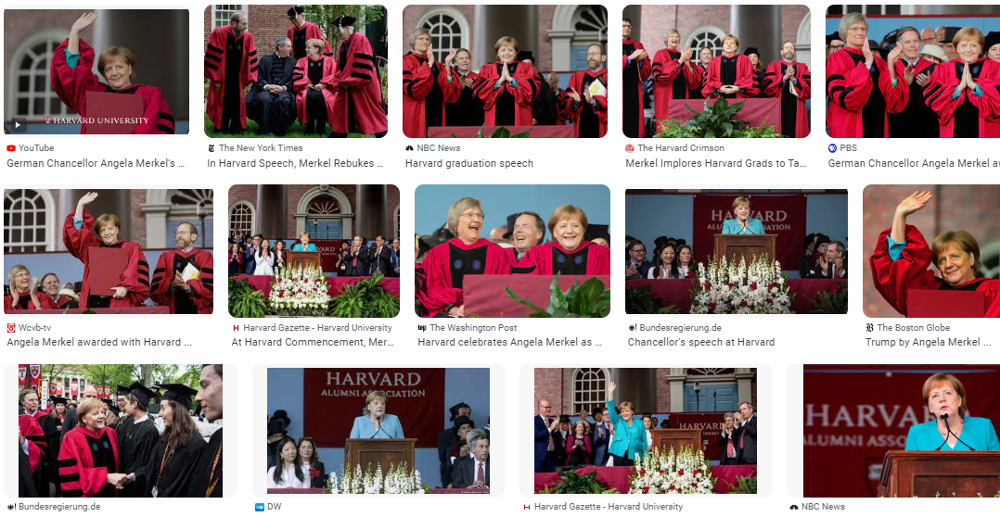 HARVARD UNIVERSITY
YouTube
The New York Times
NBC News
The Harvard Crimson
PBS
German Chancellor Angela Merkel's ...
In Harvard Speech, Merkel Rebukes ...
Harvard graduation speech
Merkel Implores Harvard Grads to Ta...
German Chancellor Angela Merkel aw
HARVARD
HARVARD
ALUMNI ASSOCIATION
Wcvb-tv
Harvard Gazette - Harvard University
The Washington Post
Bundesregierung.de
The Boston Globe
Angela Merkel awarded with Harvard ...
At Harvard Commencement, Mer...
Harvard celebrates Angela Merkel as ...
Chancellor's speech at Harvard
Trump by Angela Merkel ...
HARVARD
ALUMNI ASSOCIATION
HARVARD
HARVAR
ALUMNI ASSO
Bundesregierung.de
DW
Harvard Gazette - Harvard University
NBC News